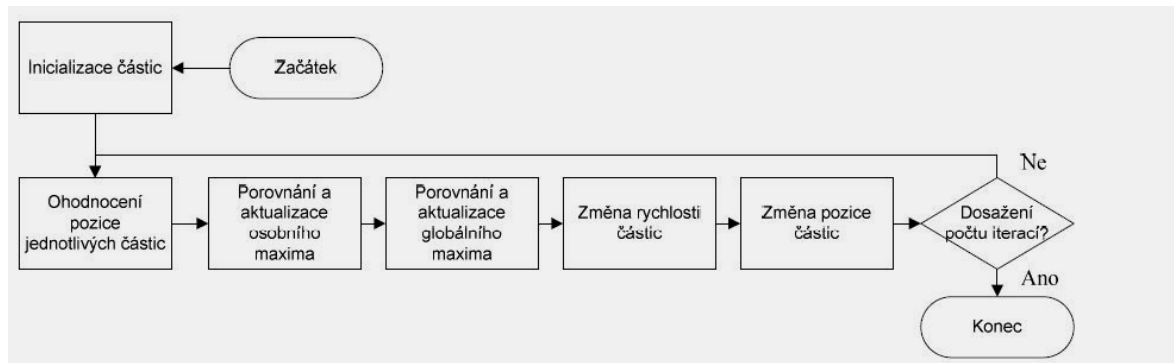 Inicializace částic
Začátek
Ne
Ohodnocení
pozice
jednotlivých částic
Porovnání a
aktualizace
osobního
maxima
Porovnání a
aktualizace
globálního
maxima
Změna rychlosti
částic
Změna pozice
částic
Dosažení
počtu iterací?
Ano
Konec